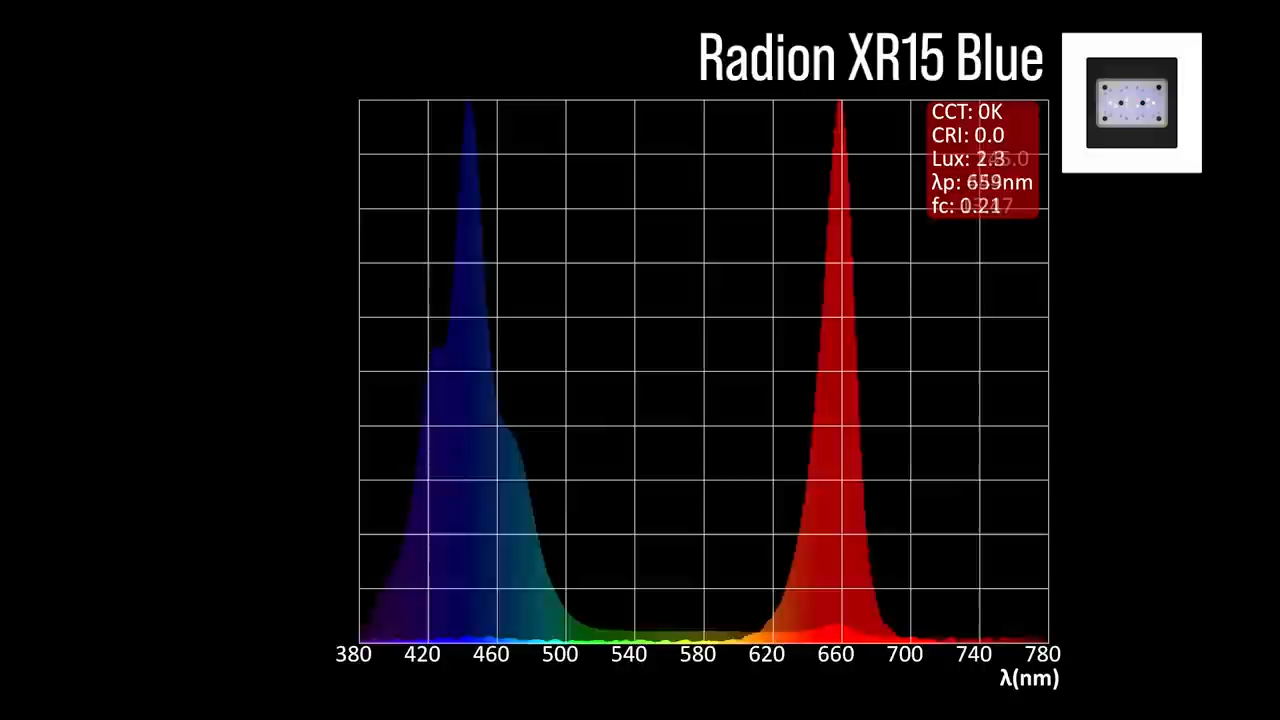 Radion XR15 Blue
CCT: 0K
CRI: 0.0
Lux: 2.3
λp: 659nm
fc: 0.21
380 420 460 500 540 580 620 660 700 740 780
λ(nm)